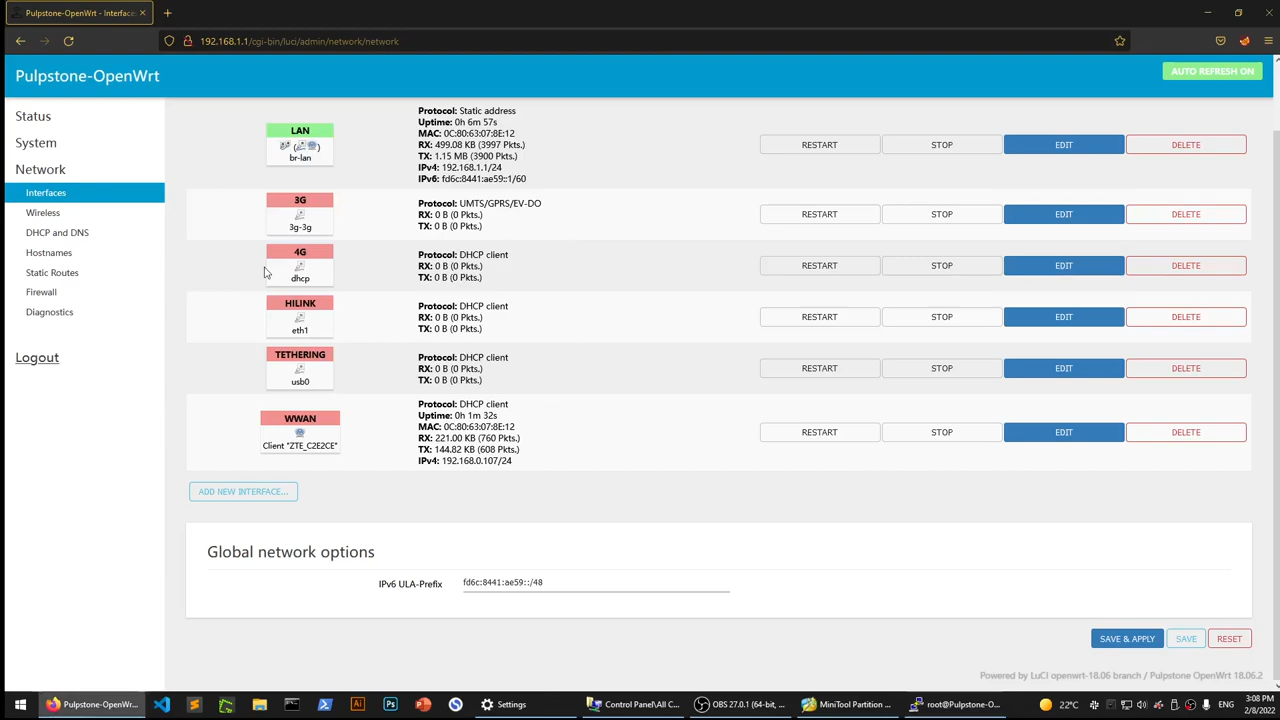 Pulpstone-OpenWrt - Interfaces
192.168.1.1/cgi-bin/luci/admin/network/network
Pulpstone-OpenWrt
AUTO REFRESH ON
Status
System
Network
Interfaces
Wireless
DHCP and DNS
Hostnames
Static Routes
Firewall
Diagnostics
Logout
LAN
br-lan
Protocol: Static address
Uptime: 0h 6m 57s
MAC: 0C:80:63:07:8E:12
RX: 499.08 KB (3997 Pkts.)
TX: 1.15 MB (3900 Pkts.)
IPv4: 192.168.1.1/24
IPv6: fd6c:8441:ae59::1/60
RESTART STOP EDIT DELETE
3G
3g-3g
Protocol: UMTS/GPRS/EV-DO
RX: 0 B (0 Pkts.)
TX: 0 B (0 Pkts.)
RESTART STOP EDIT DELETE
4G
dhcp
Protocol: DHCP client
RX: 0 B (0 Pkts.)
TX: 0 B (0 Pkts.)
RESTART STOP EDIT DELETE
HILINK
eth1
Protocol: DHCP client
RX: 0 B (0 Pkts.)
TX: 0 B (0 Pkts.)
RESTART STOP EDIT DELETE
TETHERING
usb0
Protocol: DHCP client
RX: 0 B (0 Pkts.)
TX: 0 B (0 Pkts.)
RESTART STOP EDIT DELETE
WWAN
Client "ZTE_C2E2CE"
Protocol: DHCP client
Uptime: 0h 1m 32s
MAC: 0C:80:63:07:8E:12
RX: 221.00 KB (760 Pkts.)
TX: 144.82 KB (608 Pkts.)
IPv4: 192.168.0.107/24
RESTART STOP EDIT DELETE
ADD NEW INTERFACE...
Global network options
IPv6 ULA-Prefix fd6c:8441:ae59::/48
SAVE & APPLY SAVE RESET
Powered by LuCI openwrt-18.06 branch / Pulpstone OpenWrt 18.06.2
Pulpstone-OpenWr... Settings Control Panel\All C... OBS 27.0.1 (64-bit, ... MiniTool Partition ... root@Pulpstone-O... 22°C
3:08 PM
2/8/2022